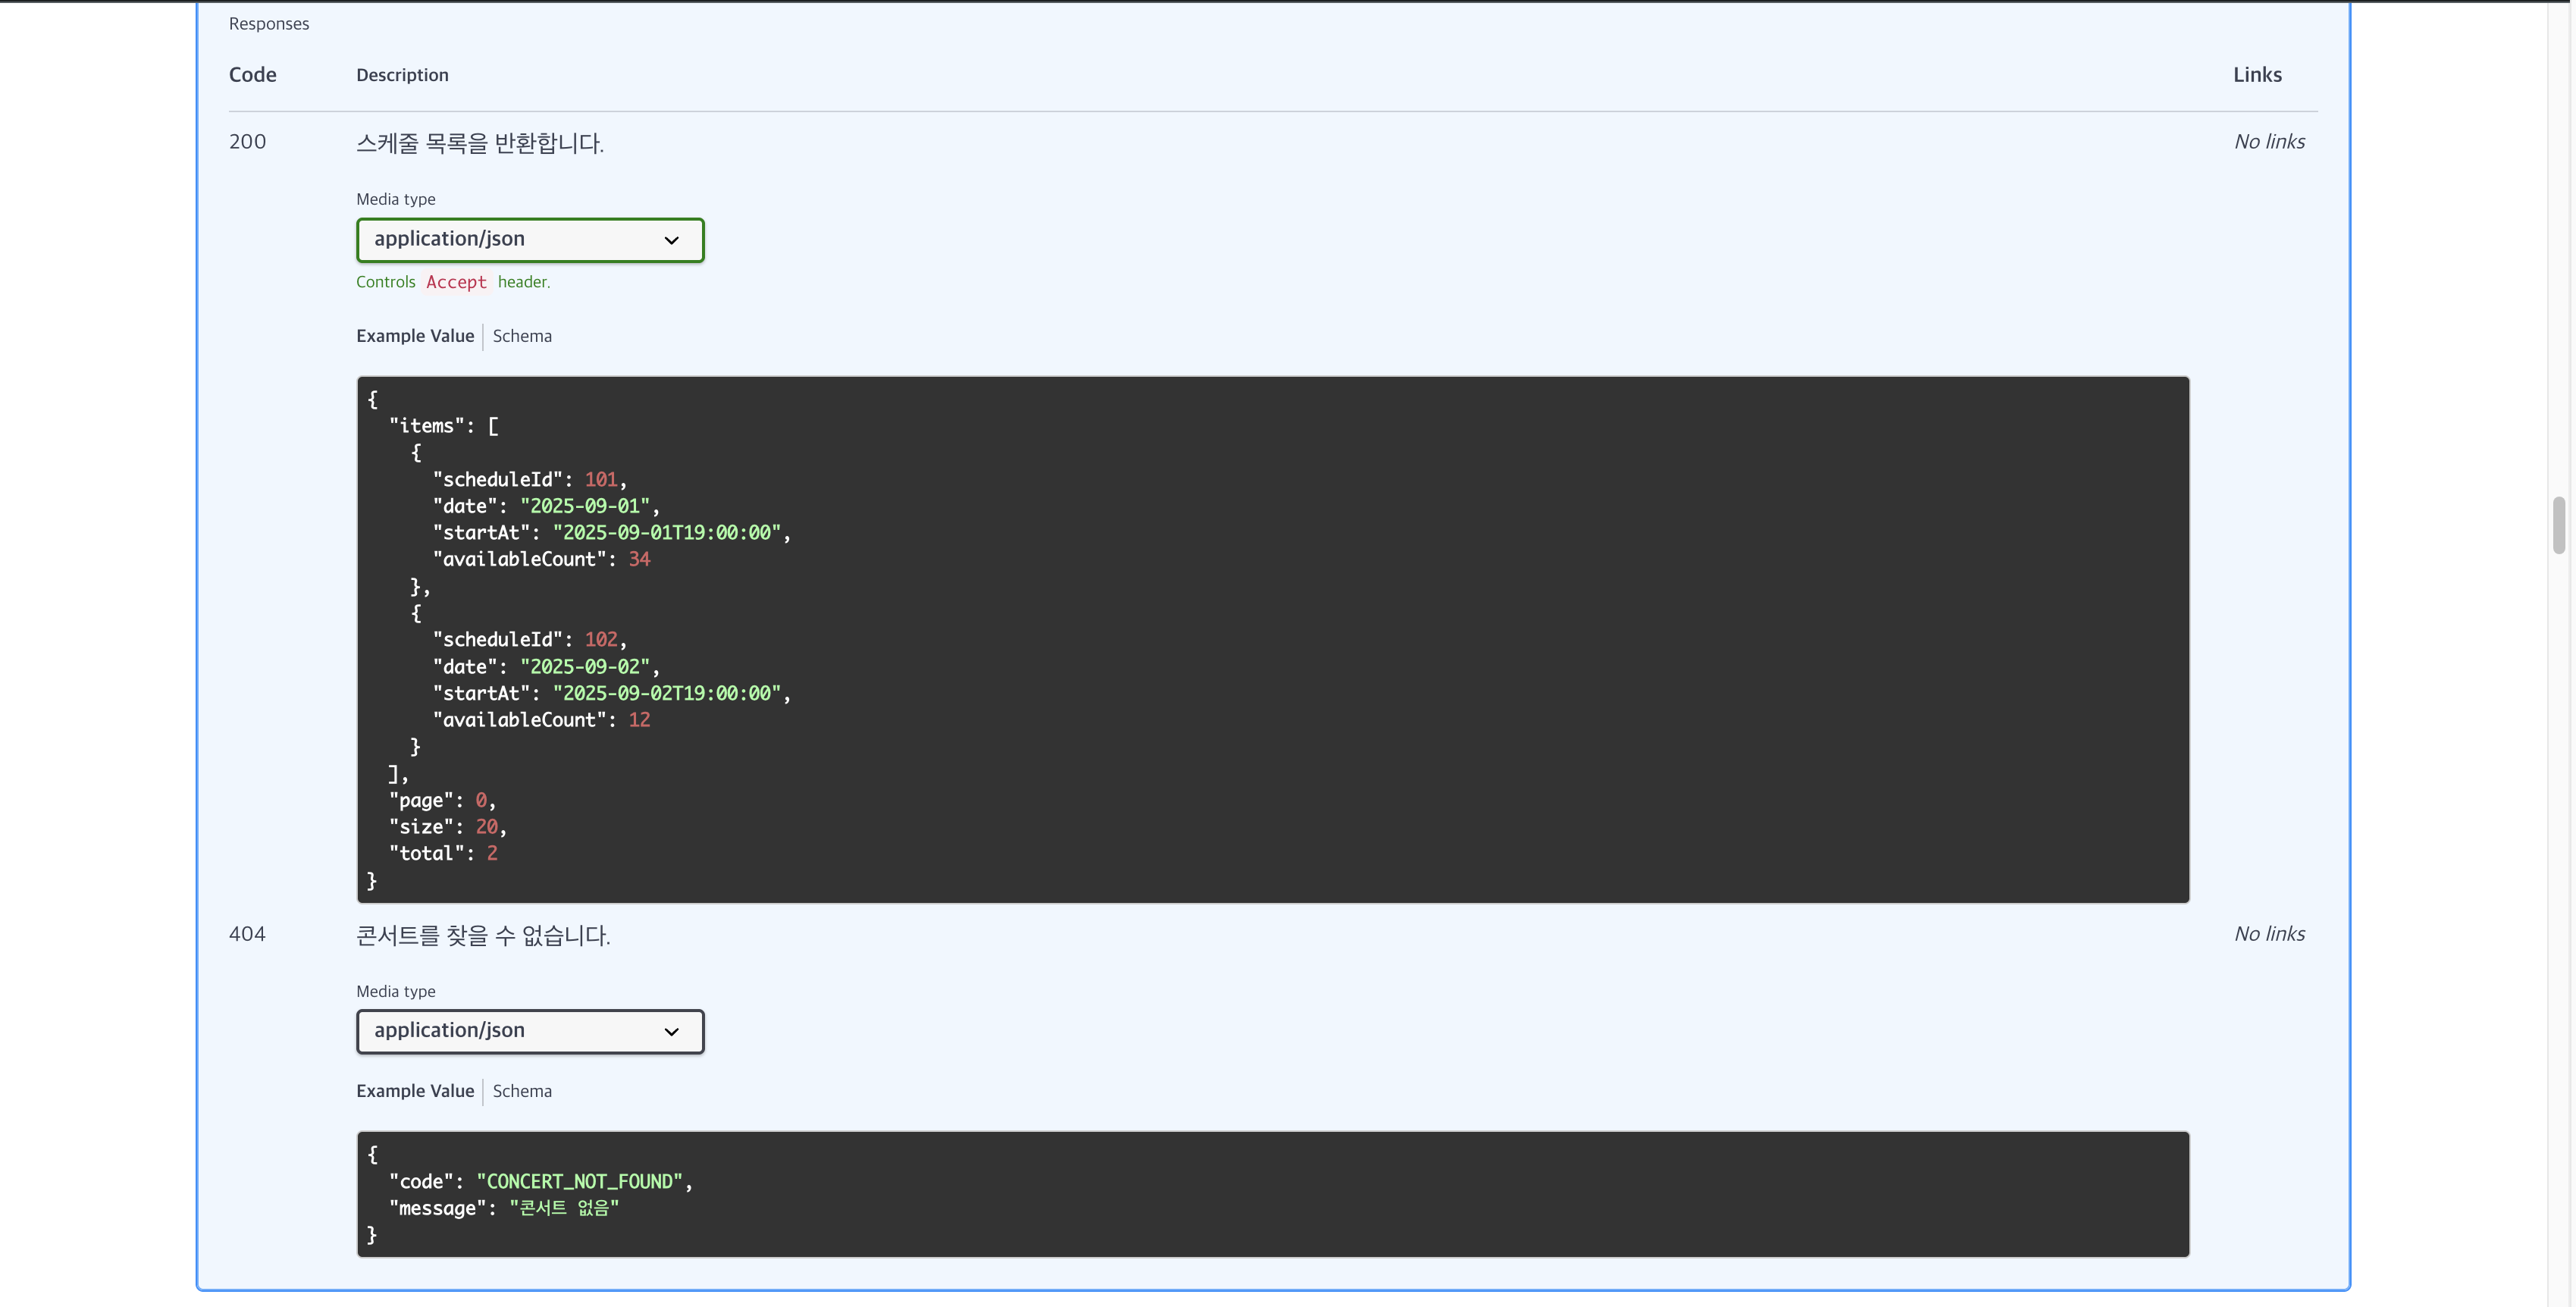 Responses
Code Description Links
200 스케줄 목록을 반환합니다. No links
Media type
application/json
Controls Accept header.
Example Value Schema
{
  "items": [
    {
      "scheduleId": 101,
      "date": "2025-09-01",
      "startAt": "2025-09-01T19:00:00",
      "availableCount": 34
    },
    {
      "scheduleId": 102,
      "date": "2025-09-02",
      "startAt": "2025-09-02T19:00:00",
      "availableCount": 12
    }
  ],
  "page": 0,
  "size": 20,
  "total": 2
}
404 콘서트를 찾을 수 없습니다. No links
Media type
application/json
Example Value Schema
{
  "code": "CONCERT_NOT_FOUND",
  "message": "콘서트 없음"
}